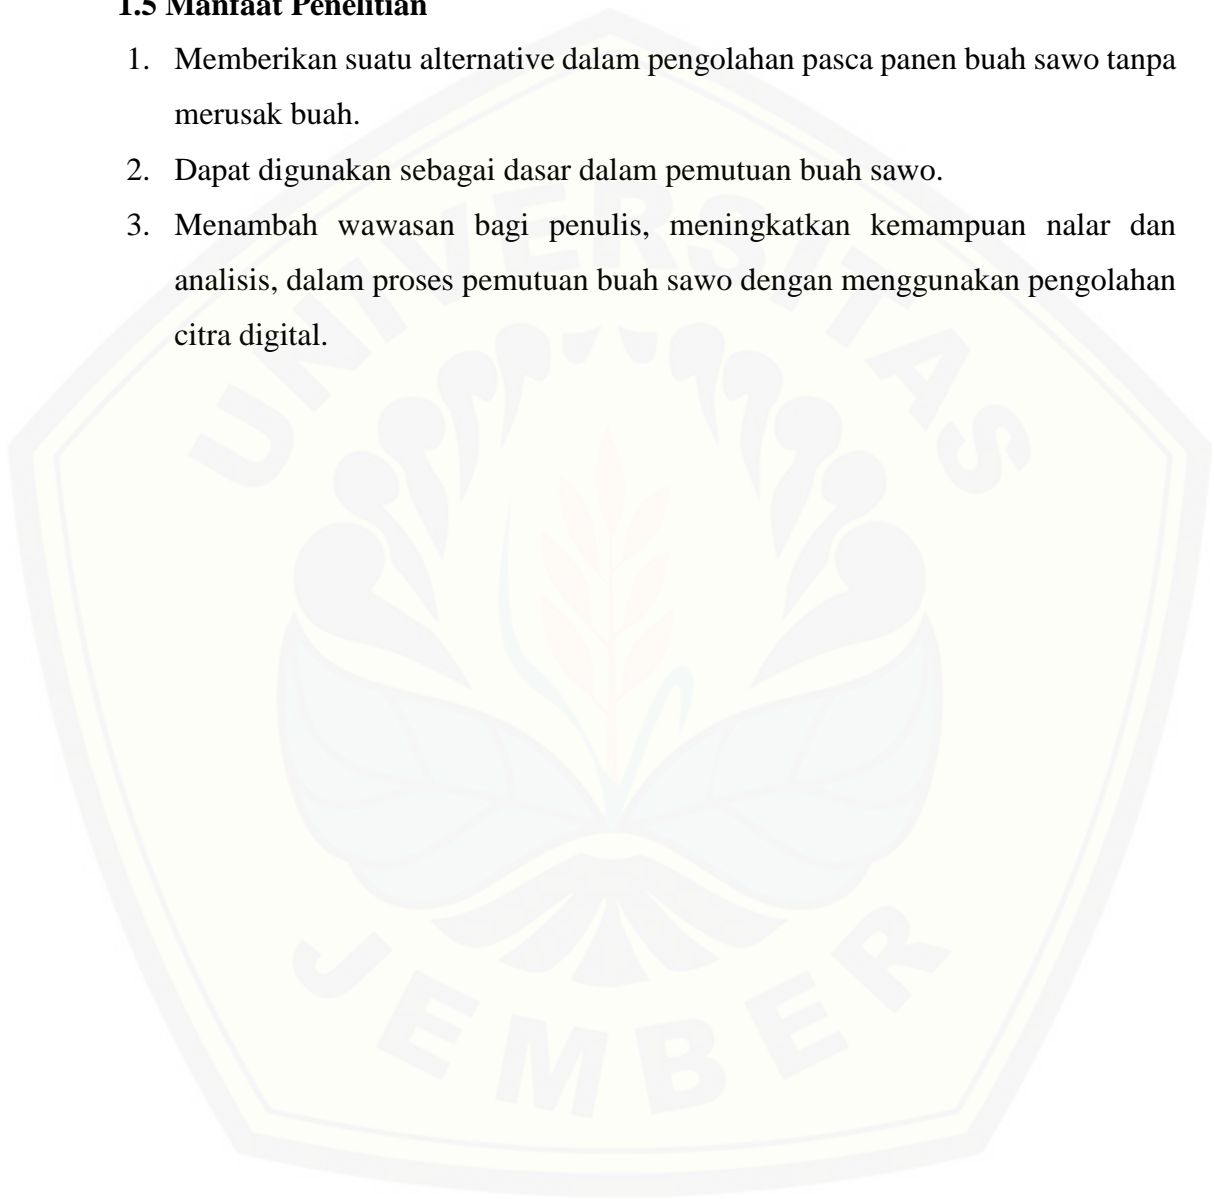 1.5 Manfaat Penelitian
1. Memberikan suatu alternative dalam pengolahan pasca panen buah sawo tanpa
merusak buah.
2. Dapat digunakan sebagai dasar dalam pemutuan buah sawo.
3. Menambah wawasan bagi penulis, meningkatkan kemampuan nalar dan
analisis, dalam proses pemutuan buah sawo dengan menggunakan pengolahan
citra digital.
UNIVERSITAS
JEMBER